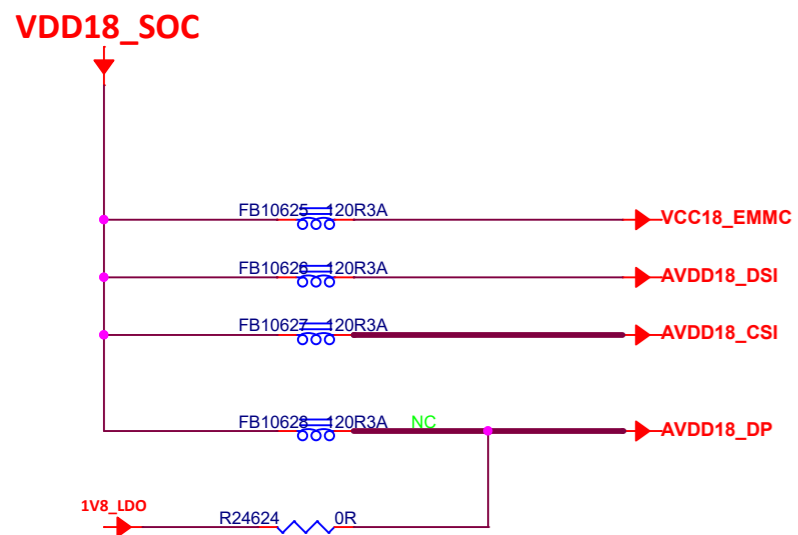 VDD18_SOC
FB10625 120R3A VCC18_EMMC
FB10626 120R3A AVDD18_DSI
FB10627 120R3A AVDD18_CSI
FB10628 120R3A NC AVDD18_DP
1V8_LDO
R24624 0R